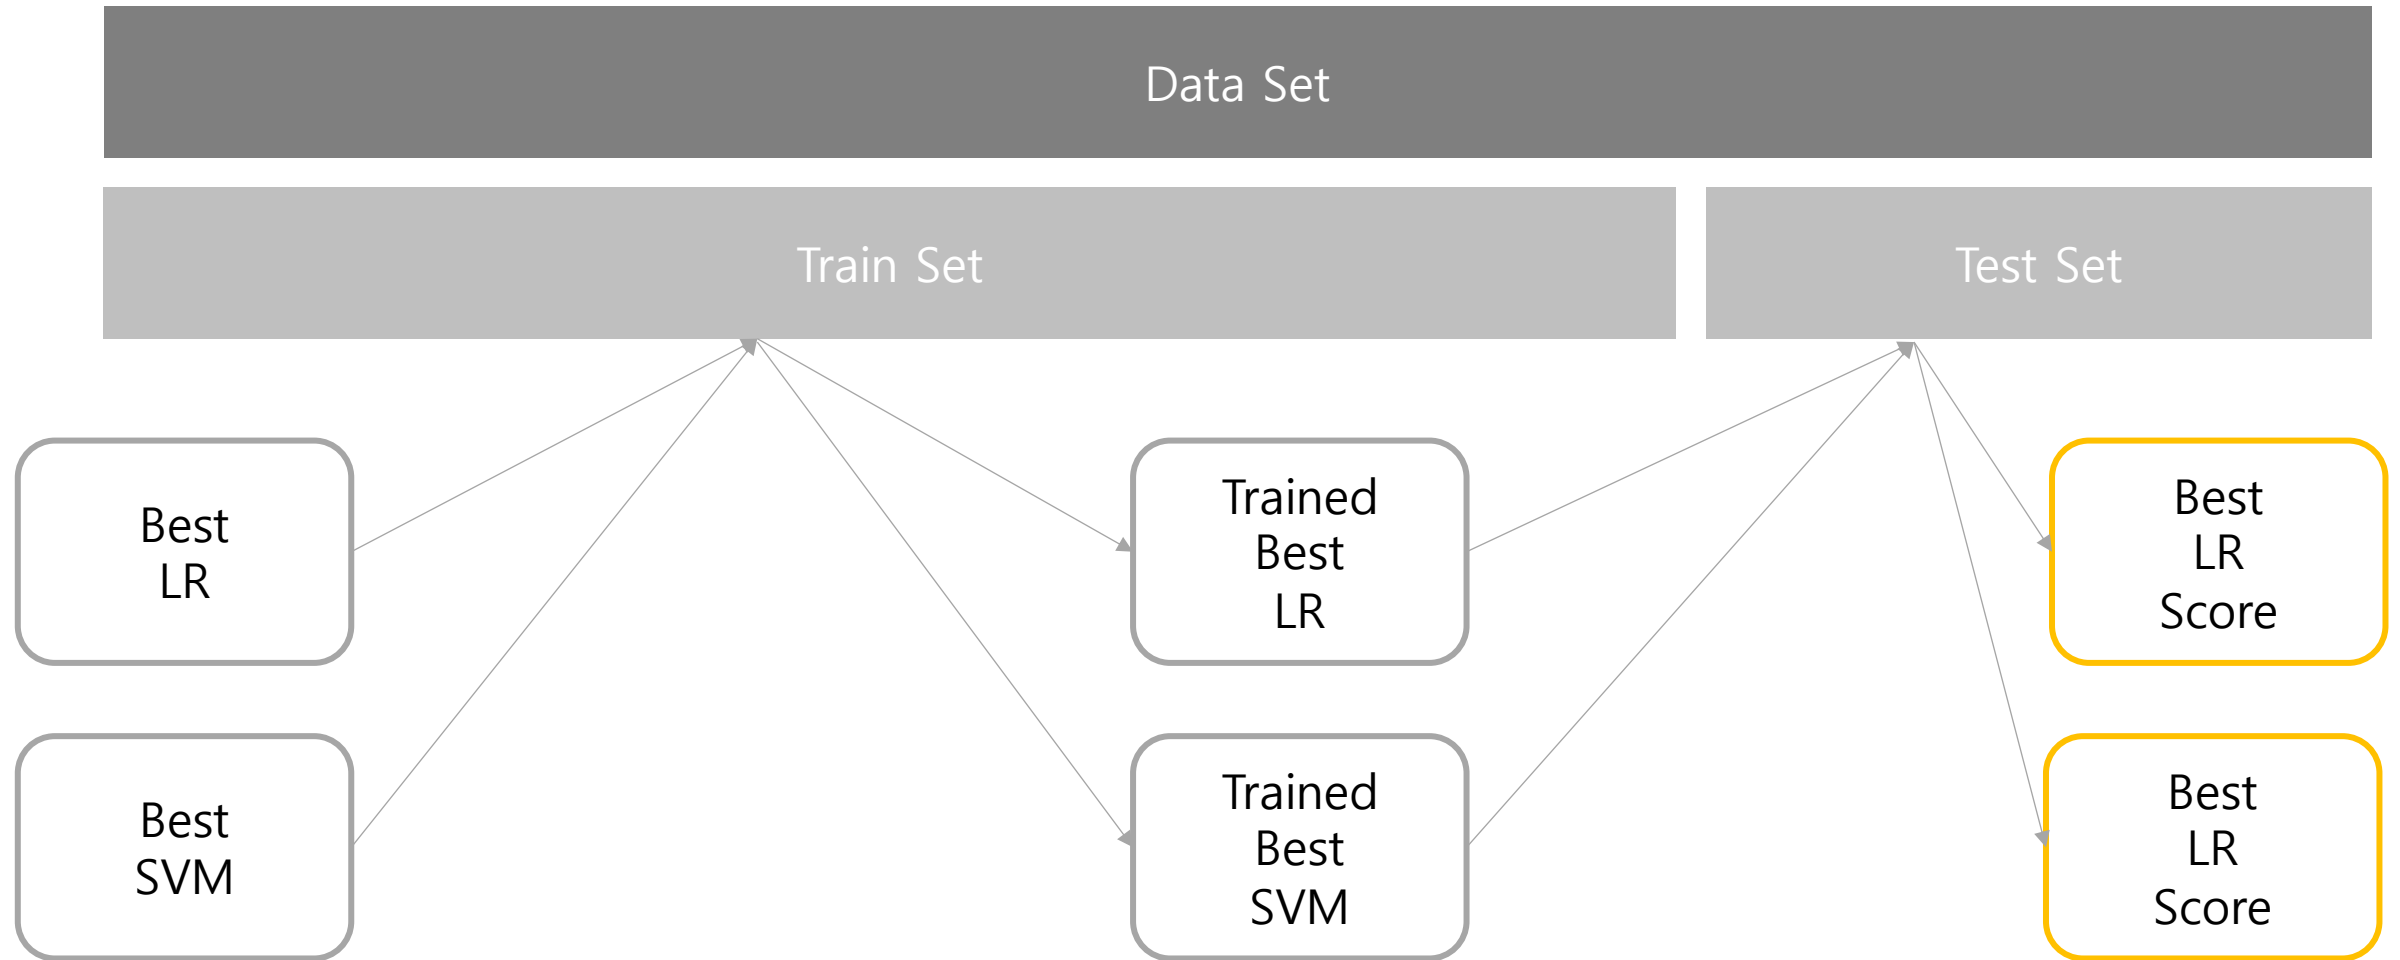 Data Set
Train Set
Test Set
Best
LR
Trained
Best
LR
Best
LR
Score
Best
SVM
Trained
Best
SVM
Best
LR
Score